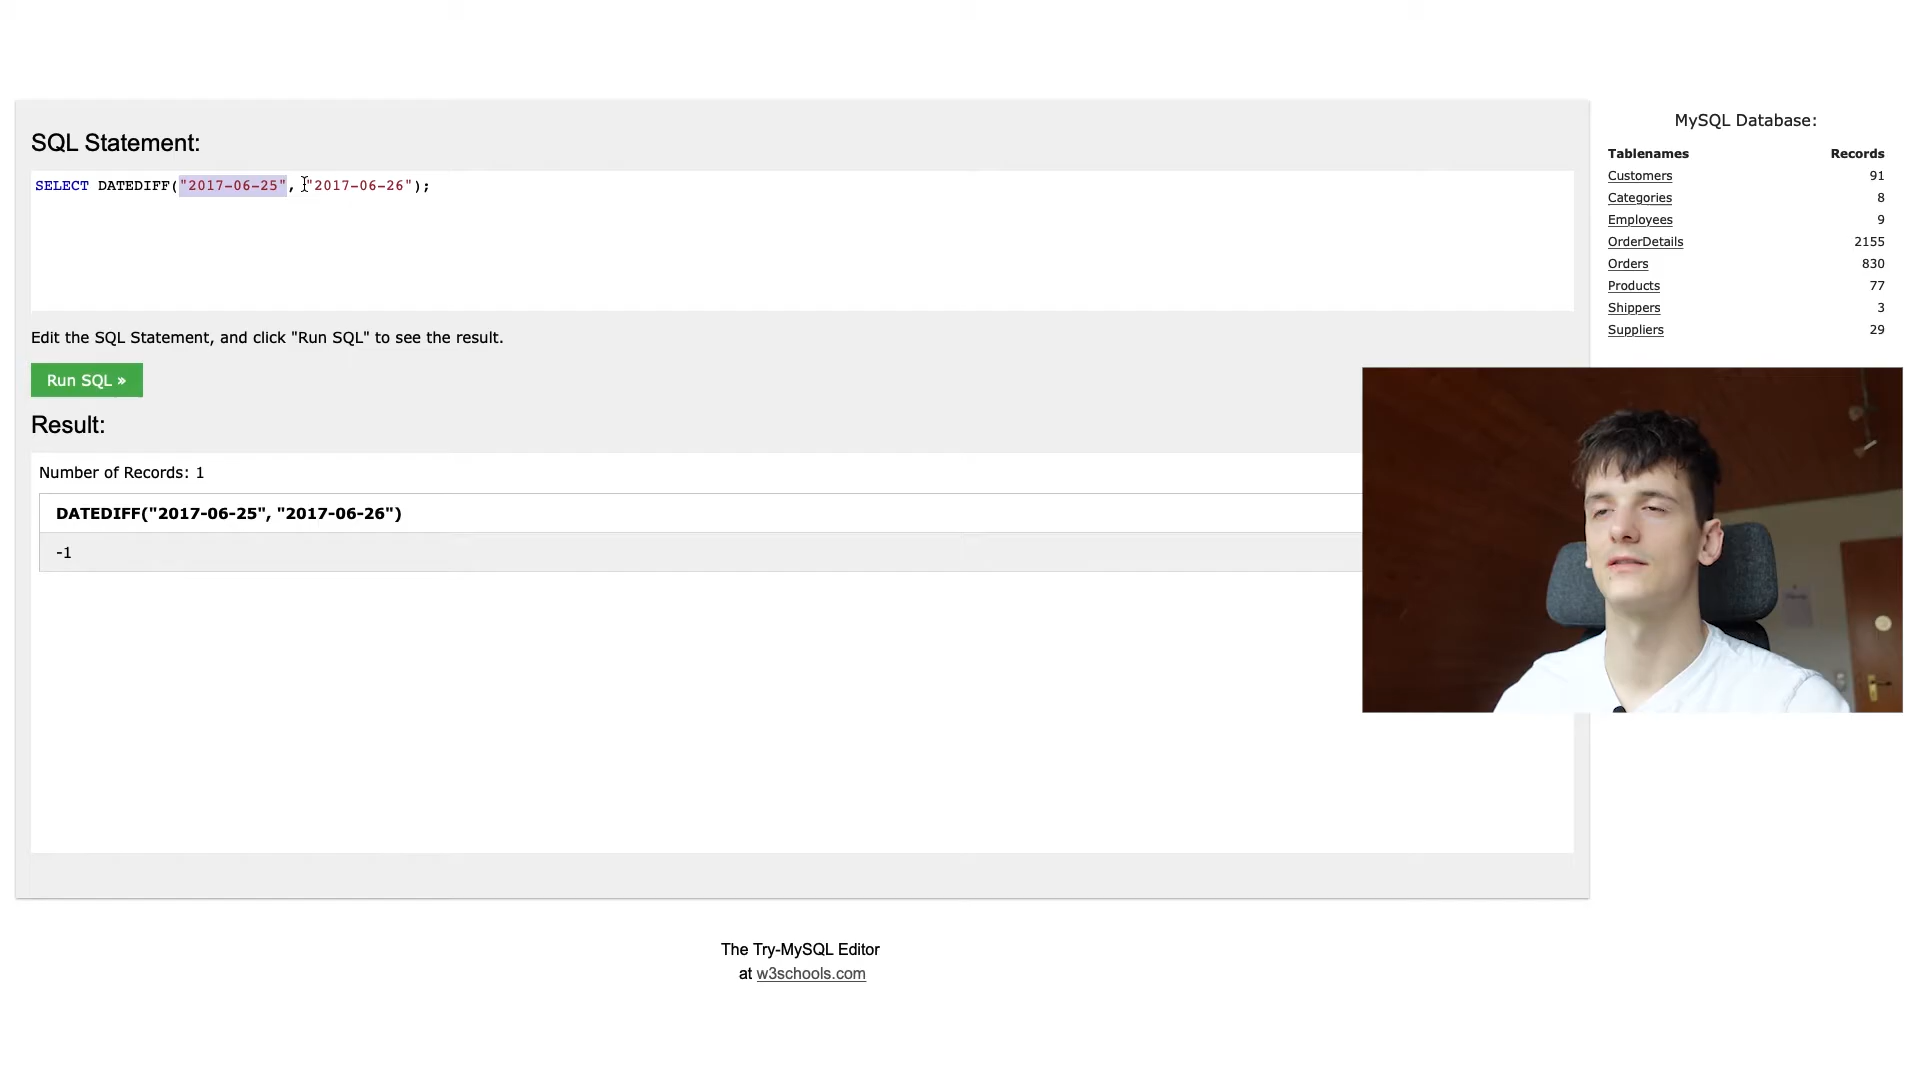 SQL Statement:
SELECT DATEDIFF("2017-06-25", "2017-06-26");
Edit the SQL Statement, and click "Run SQL" to see the result.
Run SQL »
Result:
Number of Records: 1
DATEDIFF("2017-06-25", "2017-06-26")
-1
The Try-MySQL Editor
at w3schools.com
MySQL Database:
Tablenames Records
Customers 91
Categories 8
Employees 9
OrderDetails 2155
Orders 830
Products 77
Shippers 3
Suppliers 29